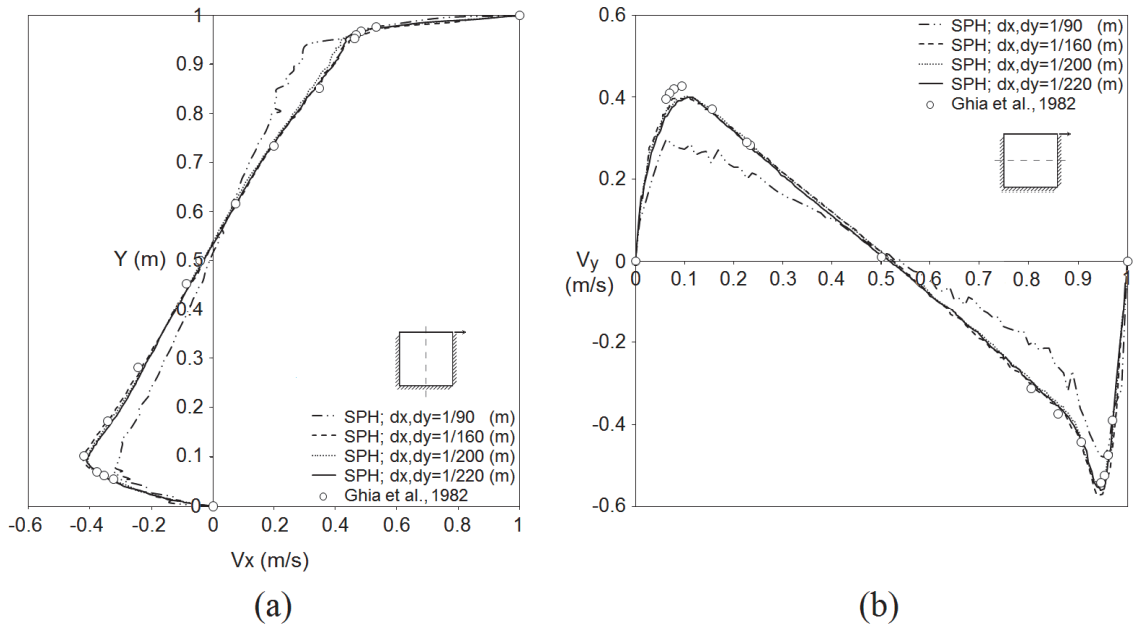 1
0.9
0.8
0.7
0.6
Y (m)
0.5
0.4
0.3
0.2
0.1
0
-0.6
-0.4
-0.2
0
0.2
0.4
0.6
0.8
1
Vx (m/s)
SPH; dx,dy=1/90 (m)
SPH; dx,dy=1/160 (m)
SPH; dx,dy=1/200 (m)
SPH; dx,dy=1/220 (m)
Ghia et al., 1982
(a)
0.6
0.4
0.2
0
-0.2
-0.4
-0.6
Vy
(m/s)
0
0.1
0.2
0.3
0.4
0.5
0.6
0.7
0.8
0.9
1
SPH; dx,dy=1/90 (m)
SPH; dx,dy=1/160 (m)
SPH; dx,dy=1/200 (m)
SPH; dx,dy=1/220 (m)
Ghia et al., 1982
(b)